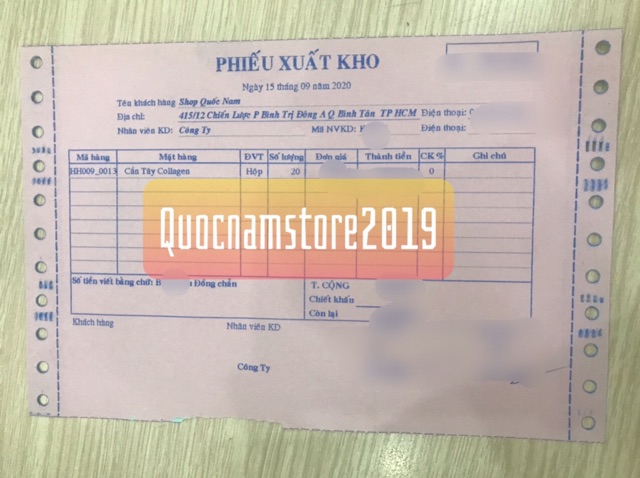 PHIẾU XUẤT KHO
Ngày 15 tháng 09 năm 2020
Tên khách hàng Shop Quốc Nam
Địa chỉ: 415/12 Chiến Lược P Bình Trị Đông A Q Bình Tân TP HCM Điện thoại:
Nhân viên KD: Công Ty Mã NVKD: Điện thoại:
Mã hàng Mặt hàng ĐVT Số lượng Đơn giá Thành tiền CK % Ghi chú
HH009_0013 Cần Tây Collagen Hộp 20 0
Quocnamstore2019
Số tiền viết bằng chữ: Đồng chẵn T. CỘNG
Chiết khấu
Còn lại
Khách hàng Nhân viên KD
Công Ty